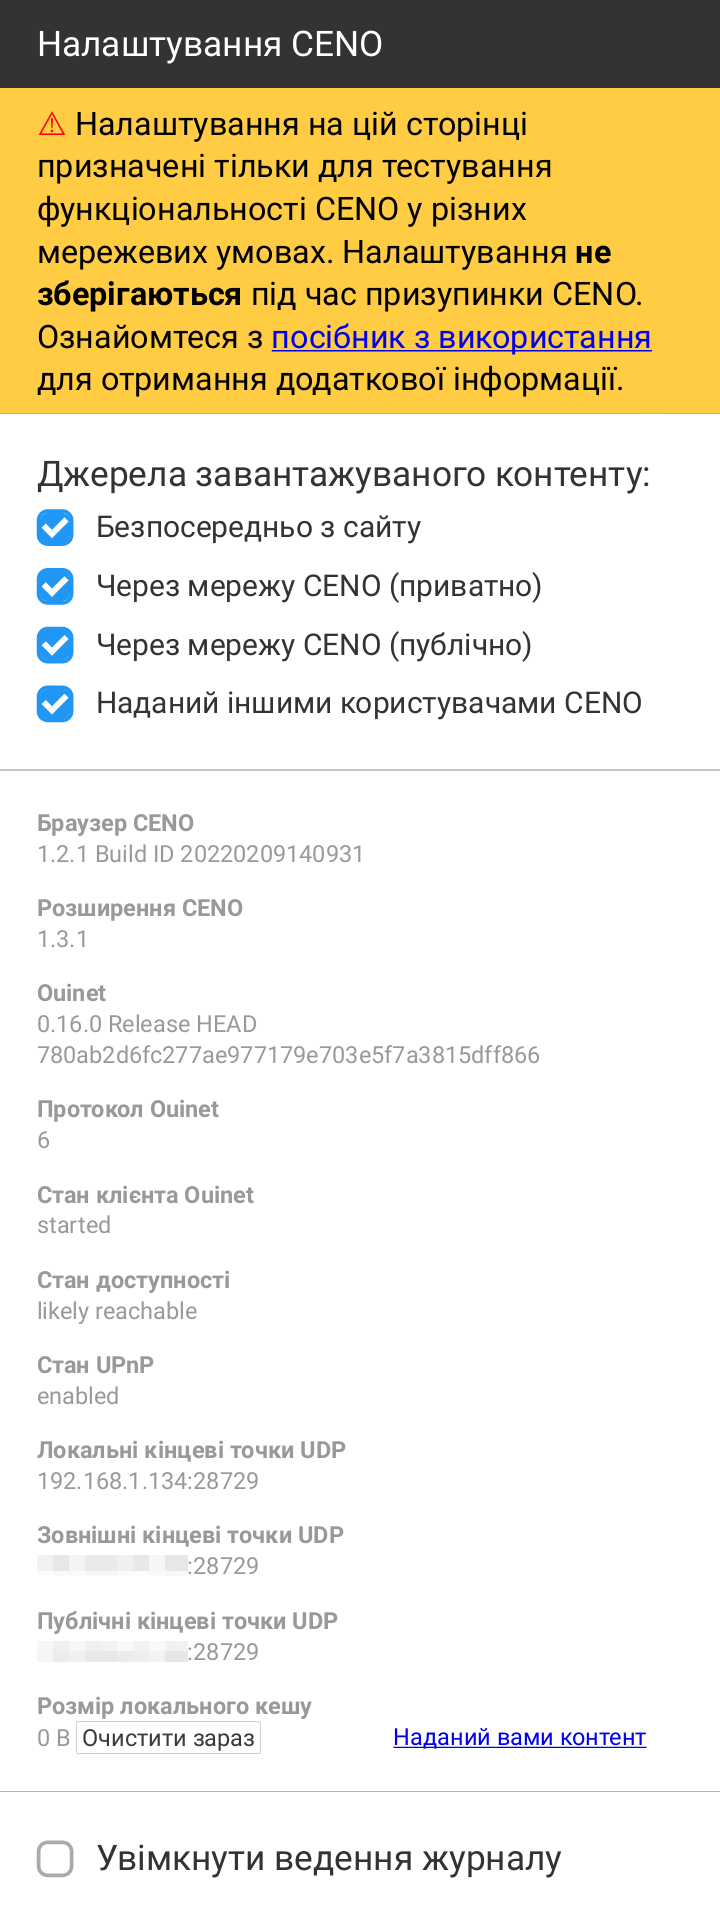 Налаштування CENO
⚠ Налаштування на цій сторінці
призначені тільки для тестування
функціональності CENO у різних
мережевих умовах. Налаштування не
зберігаються під час призупинки CENO.
Ознайомтеся з посібник з використання
для отримання додаткової інформації.
Джерела завантажуваного контенту:
Безпосередньо з сайту
Через мережу CENO (приватно)
Через мережу CENO (публічно)
Наданий іншими користувачами CENO
Браузер CENO
1.2.1 Build ID 20220209140931
Розширення CENO
1.3.1
Ouinet
0.16.0 Release HEAD
780ab2d6fc277ae977179e703e5f7a3815dff866
Протокол Ouinet
6
Стан клієнта Ouinet
started
Стан доступності
likely reachable
Стан UPnP
enabled
Локальні кінцеві точки UDP
192.168.1.134:28729
Зовнішні кінцеві точки UDP
:28729
Публічні кінцеві точки UDP
:28729
Розмір локального кешу
0 B Очистити зараз Наданий вами контент
Увімкнути ведення журналу